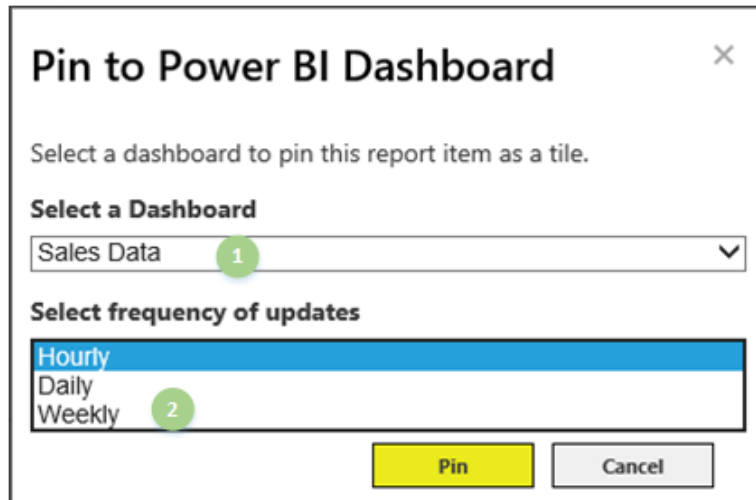 Pin to Power BI Dashboard
Select a dashboard to pin this report item as a tile.
Select a Dashboard
Sales Data 1
Select frequency of updates
Hourly
Daily
Weekly 2
Pin Cancel